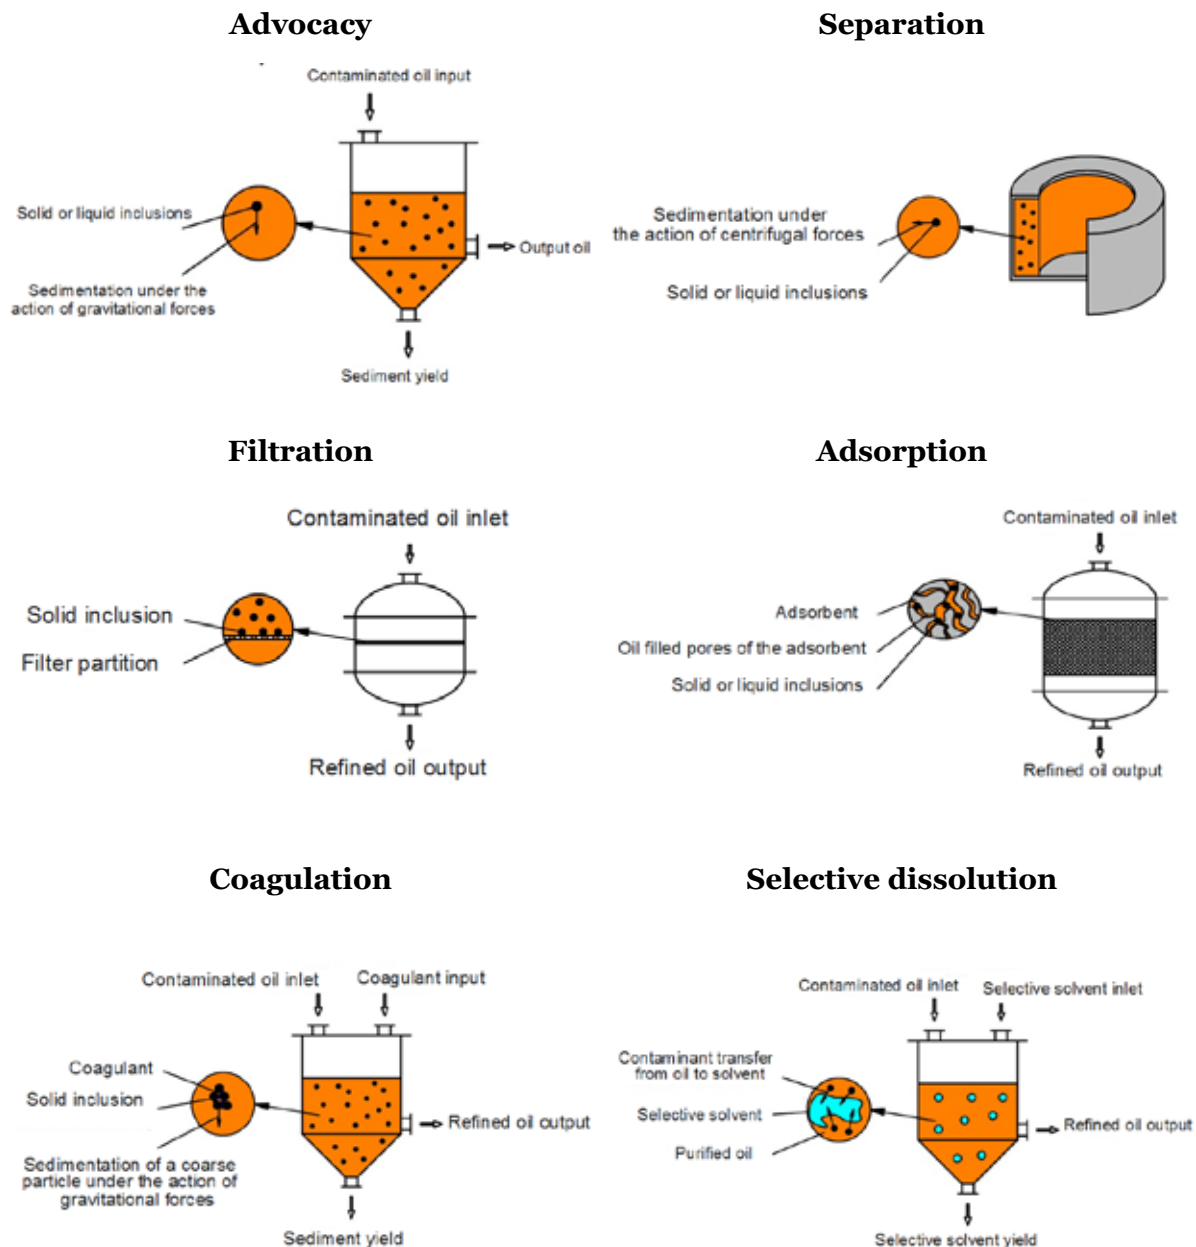 Advocacy
Contaminated oil input
Solid or liquid inclusions
Output oil
Sedimentation under the
action of gravitational forces
Sediment yield
Separation
Sedimentation under
the action of centrifugal forces
Solid or liquid inclusions
Filtration
Contaminated oil inlet
Solid inclusion
Filter partition
Refined oil output
Adsorption
Contaminated oil inlet
Adsorbent
Oil filled pores of the adsorbent
Solid or liquid inclusions
Refined oil output
Coagulation
Contaminated oil inlet
Coagulant input
Coagulant
Solid inclusion
Refined oil output
Sedimentation of a coarse
particle under the action of
gravitational forces
Sediment yield
Selective dissolution
Contaminated oil inlet
Selective solvent inlet
Contaminant transfer
from oil to solvent
Selective solvent
Refined oil output
Purified oil
Selective solvent yield